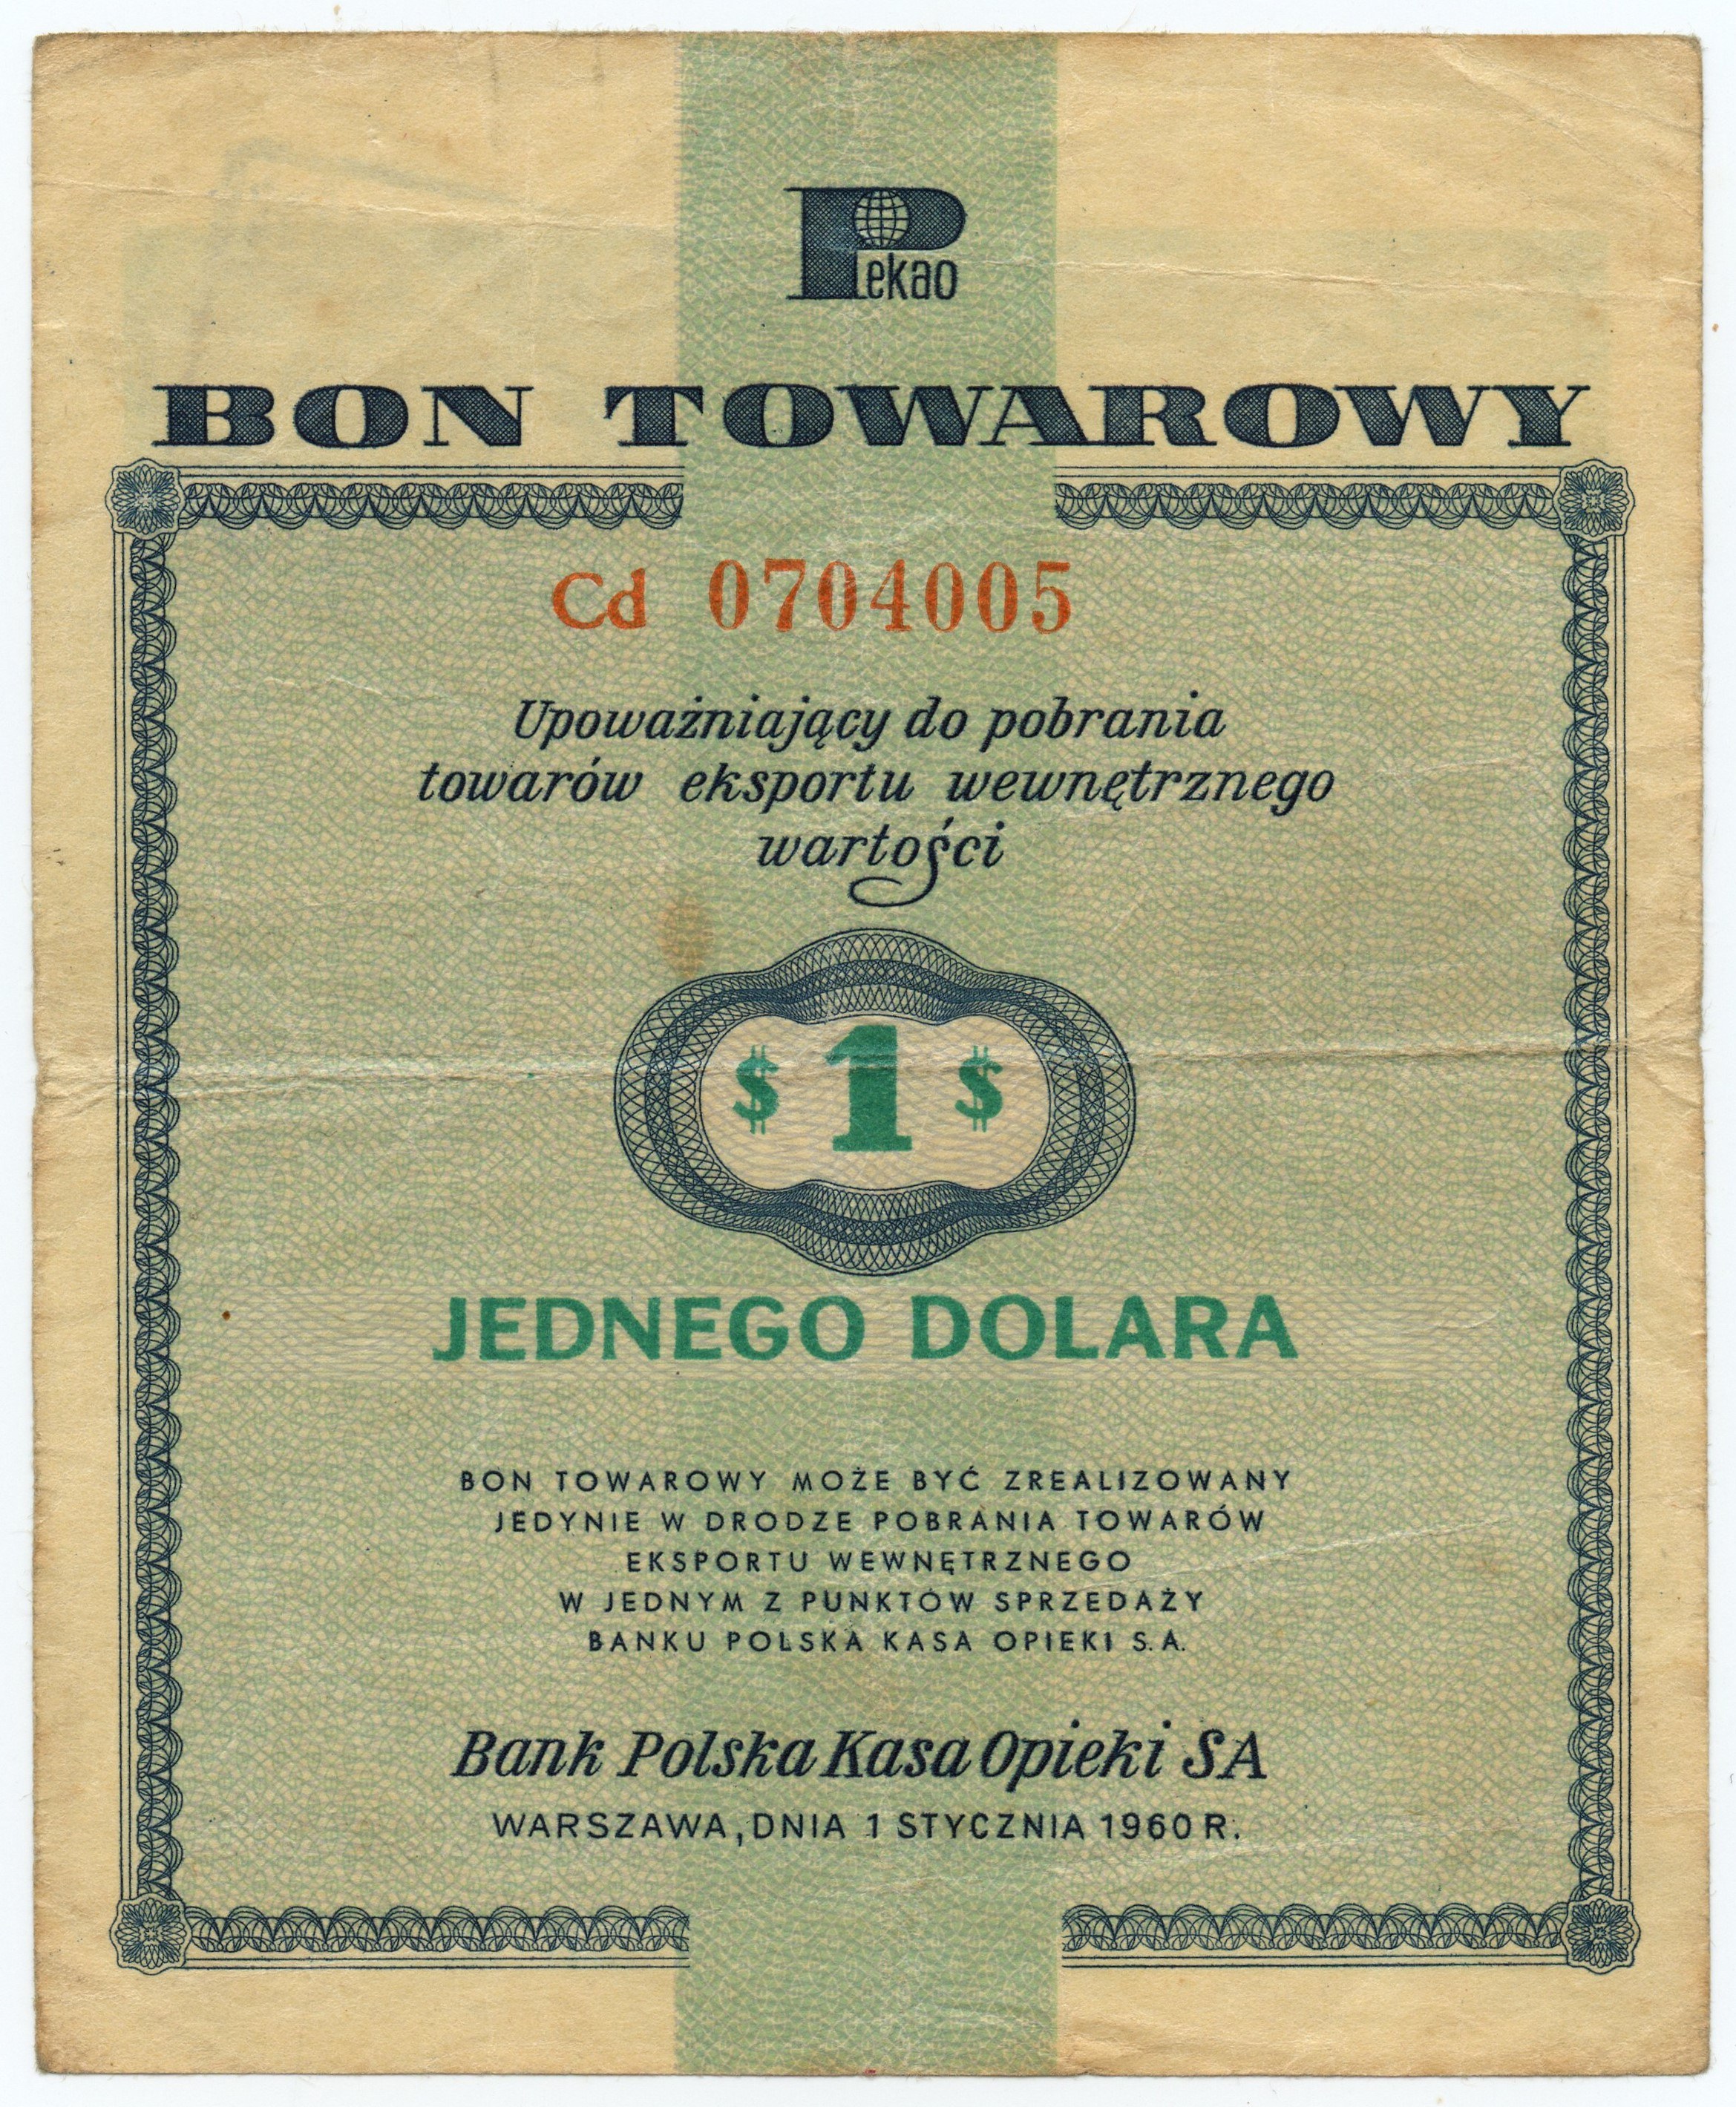 Pekao
BON TOWAROWY
Cd 0704005
Upoważniający do pobrania
towarów eksportu wewnętrznego
wartości
$ 1 $
JEDNEGO DOLARA
BON TOWAROWY MOŻE BYĆ ZREALIZOWANY
JEDYNIE W DRODZE POBRANIA TOWARÓW
EKSPORTU WEWNĘTRZNEGO
W JEDNYM Z PUNKTÓW SPRZEDAŻY
BANKU POLSKA KASA OPIEKI S.A.
Bank Polska Kasa Opieki SA
WARSZAWA, DNIA 1 STYCZNIA 1960 R.